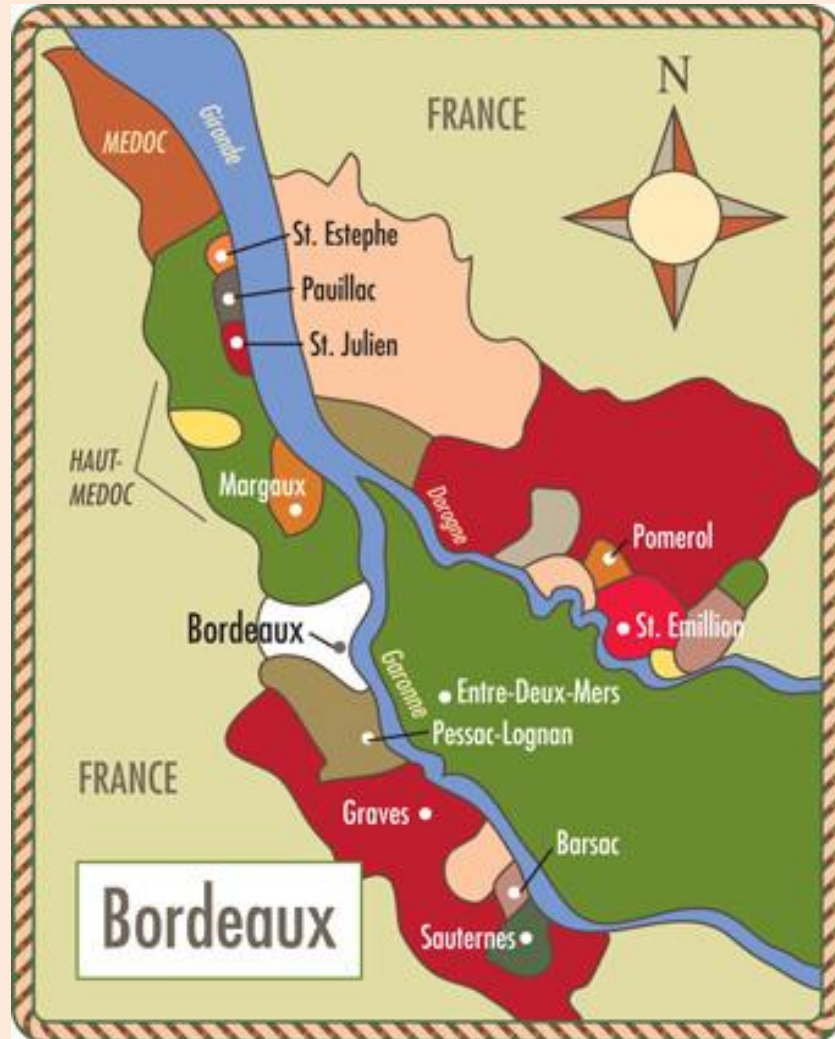 N
FRANCE
MEDOC
Gironde
St. Estephe
Pauillac
St. Julien
HAUT-
MEDOC
Margaux
Dorogne
Pomerol
St. Emillion
Bordeaux
Garonne
Entre-Deux-Mers
Pessac-Lognan
FRANCE
Graves
Barsac
Sauternes
Bordeaux